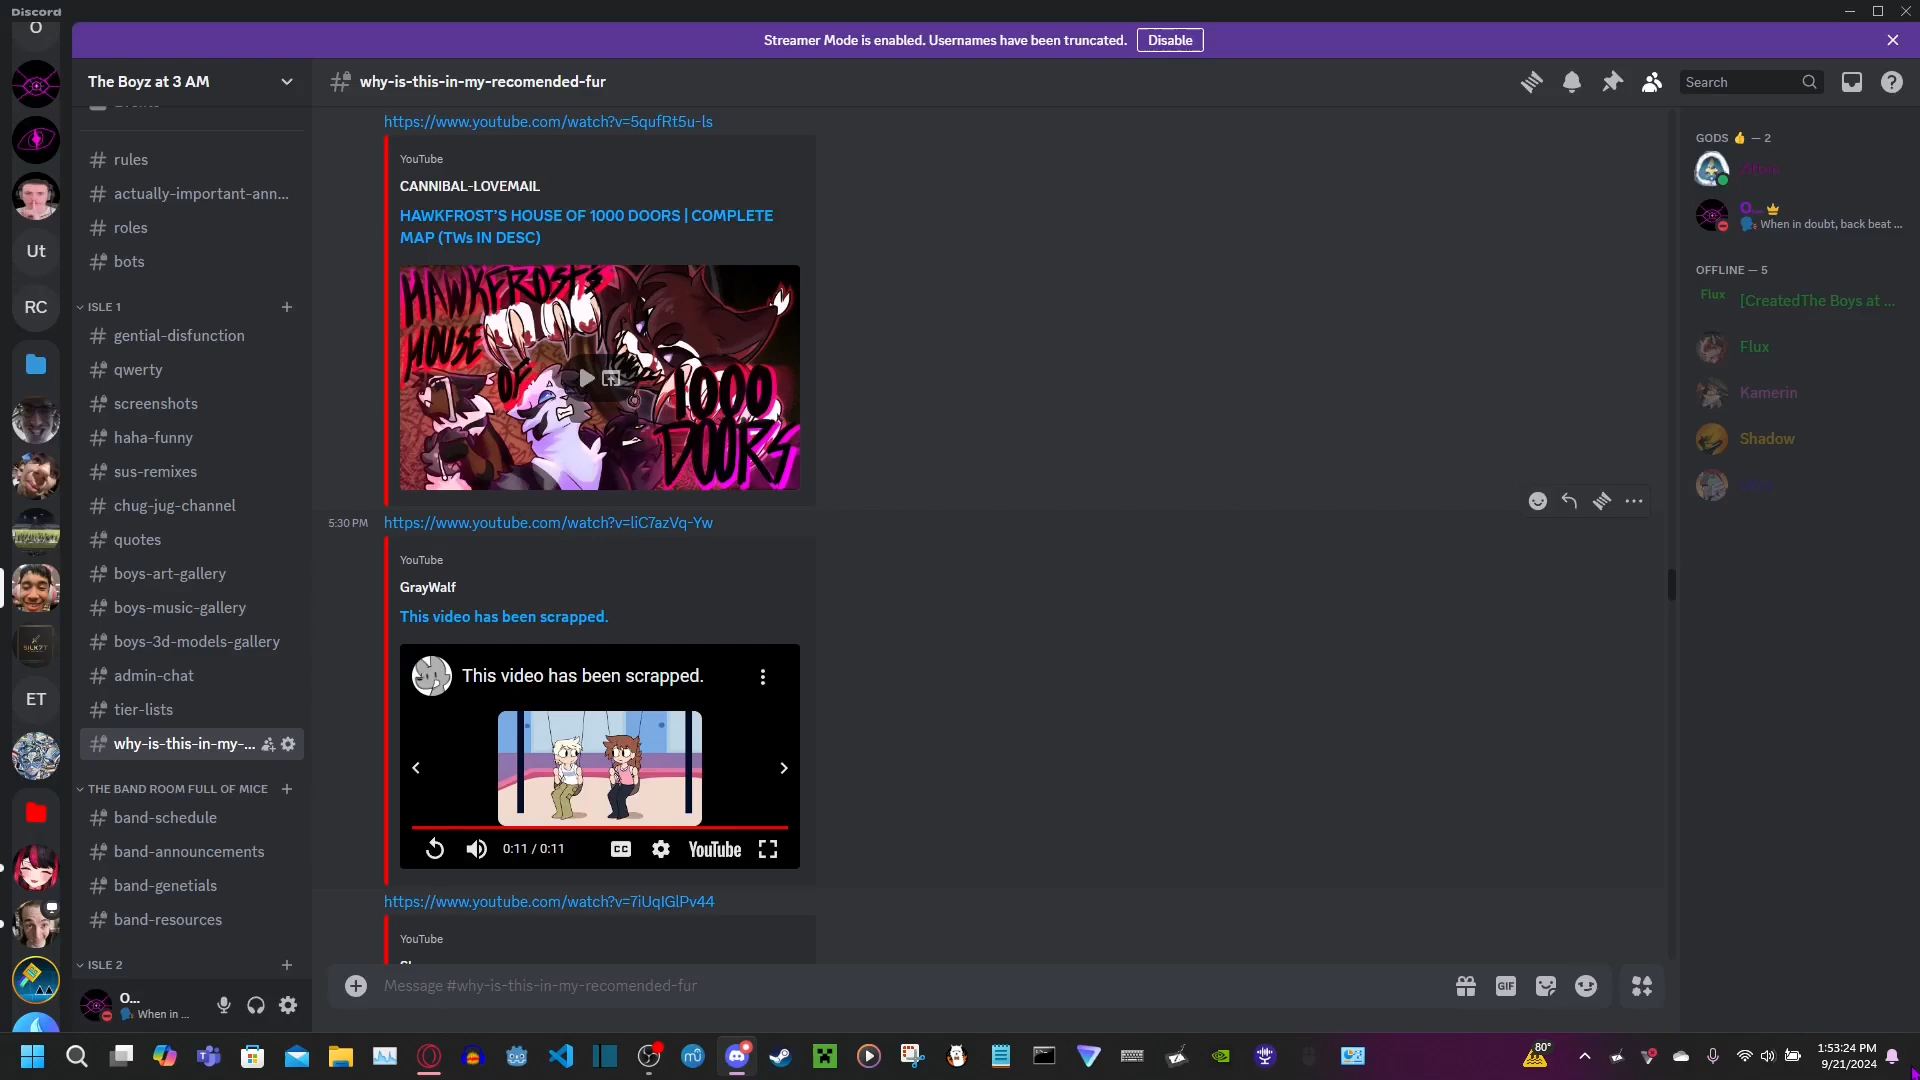 Discord
Streamer Mode is enabled. Usernames have been truncated.
Disable
O
The Boyz at 3 AM
why-is-this-in-my-recomended-fur
Search
Events
rules
actually-important-ann...
roles
bots
ISLE 1
gential-disfunction
qwerty
screenshots
haha-funny
sus-remixes
chug-jug-channel
quotes
boys-art-gallery
boys-music-gallery
boys-3d-models-gallery
admin-chat
tier-lists
why-is-this-in-my-...
THE BAND ROOM FULL OF MICE
band-schedule
band-announcements
band-genetials
band-resources
ISLE 2
O...
When in ...
Ut
RC
SILK7T
ET
https://www.youtube.com/watch?v=5qufRt5u-ls
YouTube
CANNIBAL-LOVEMAIL
HAWKFROST'S HOUSE OF 1000 DOORS | COMPLETE
MAP (TWs IN DESC)
HAWKFROST'S
HOUSE
OF
1000
DOORS
5:30 PM
https://www.youtube.com/watch?v=liC7azVq-Yw
YouTube
GrayWalf
This video has been scrapped.
This video has been scrapped.
0:11 / 0:11
CC
YouTube
https://www.youtube.com/watch?v=7iUqIGlPv44
YouTube
Message #why-is-this-in-my-recomended-fur
GIF
GODS 👍 — 2
O...
When in doubt, back beat ...
OFFLINE — 5
Flux
[CreatedThe Boys at ...
Flux
Kamerin
Shadow
80°
1:53:24 PM
9/21/2024